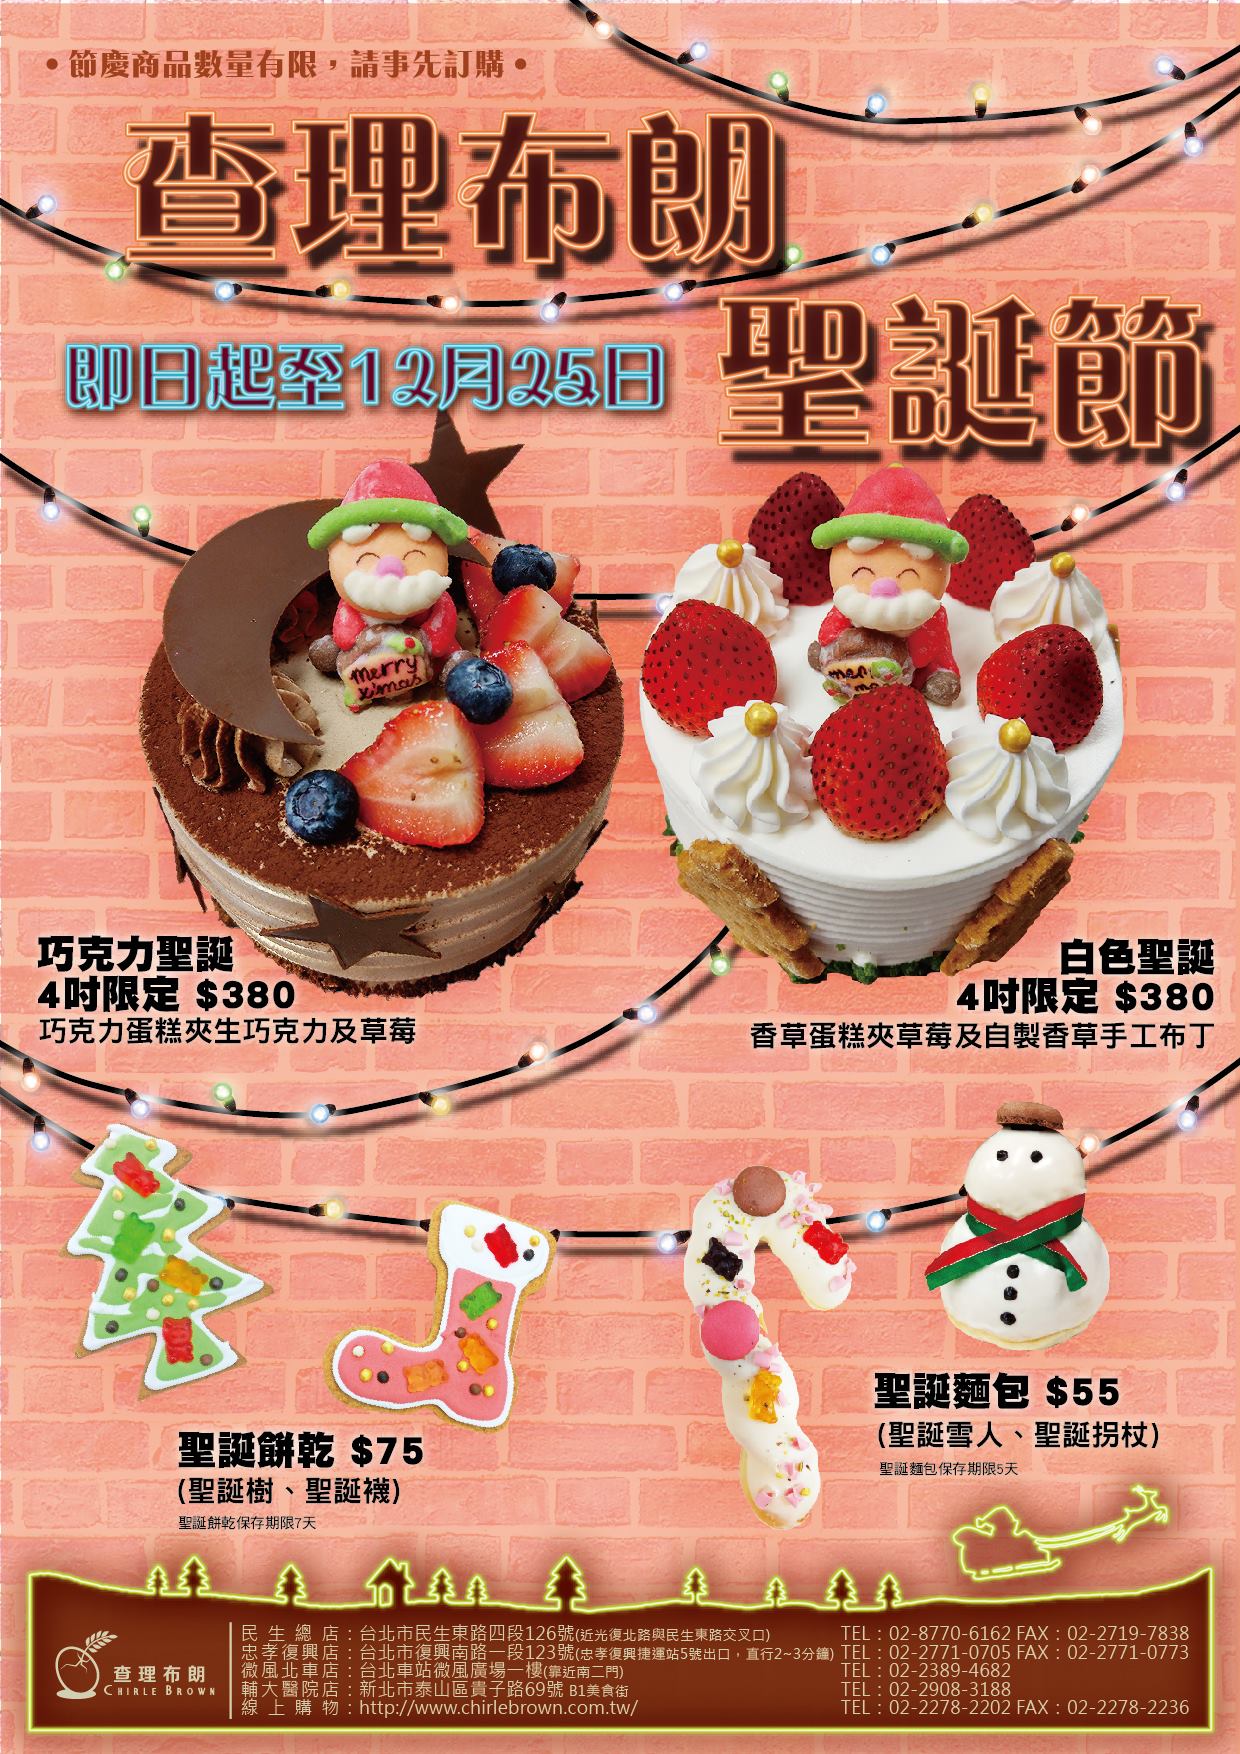 •節慶商品數量有限，請事先訂購•
查理布朗
聖誕節
即日起至12月25日
merry
ximas
巧克力聖誕
4吋限定 $380
巧克力蛋糕夾生巧克力及草莓
白色聖誕
4吋限定 $380
香草蛋糕夾草莓及自製香草手工布丁
聖誕餅乾 $75
(聖誕樹、聖誕襪)
聖誕餅乾保存期限7天
聖誕麵包 $55
(聖誕雪人、聖誕拐杖)
聖誕麵包保存期限5天
查理布朗
CHIRLE BROWN
民生總店：台北市民生東路四段126號(近光復北路與民生東路交叉口) TEL：02-8770-6162 FAX：02-2719-7838
忠孝復興店：台北市復興南路一段123號(忠孝復興捷運站5號出口，直行2~3分鐘) TEL：02-2771-0705 FAX：02-2771-0773
微風北車店：台北車站微風廣場一樓(靠近南二門) TEL：02-2389-4682
輔大醫院店：新北市泰山區貴子路69號 B1美食街 TEL：02-2908-3188
線上購物：http://www.chirlebrown.com.tw/ TEL：02-2278-2202 FAX：02-2278-2236